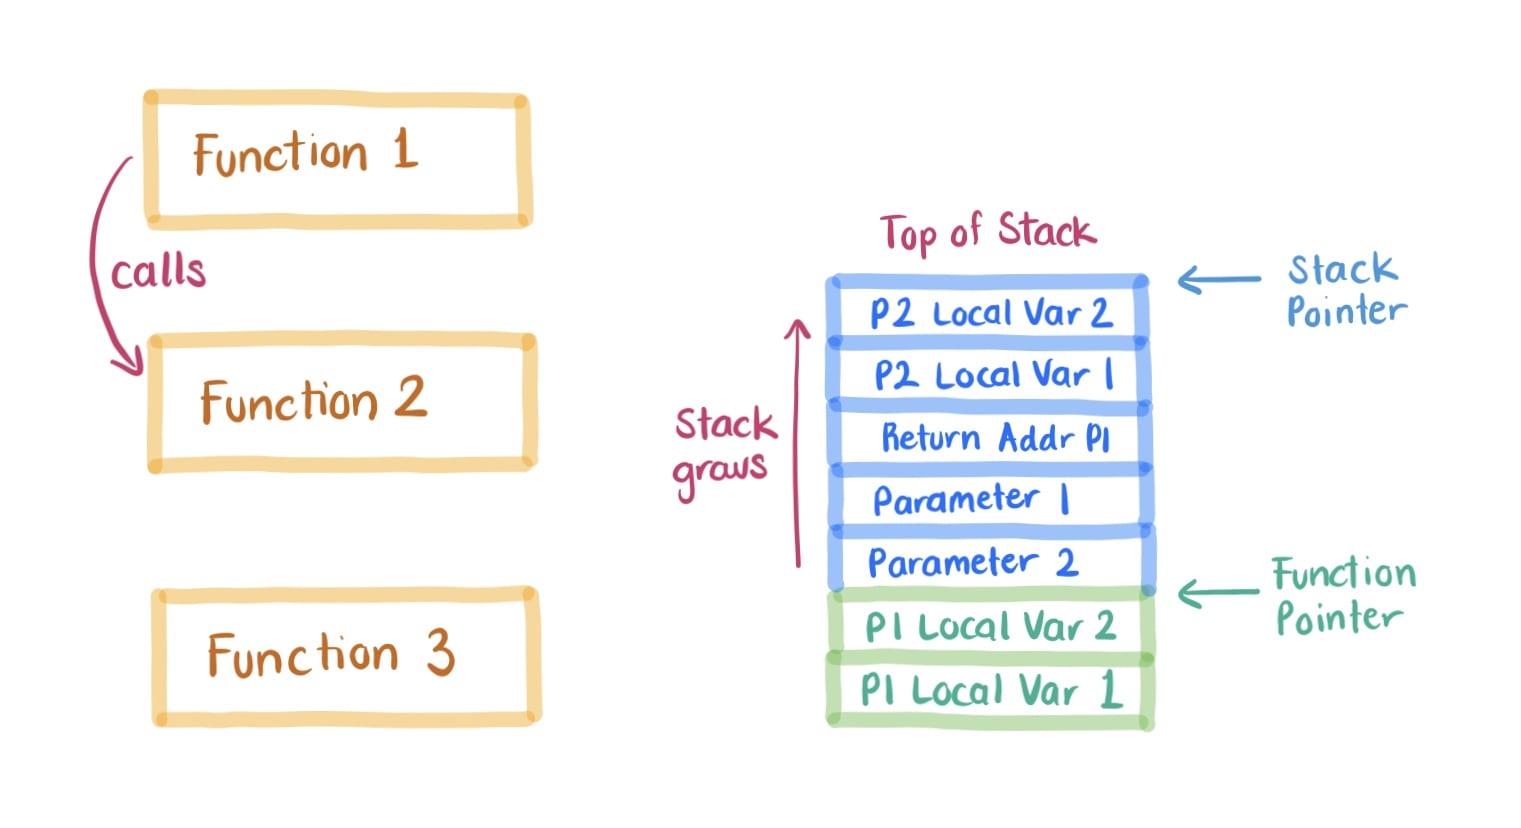 Function 1
calls
Function 2
Function 3
Top of Stack
P2 Local Var 2
P2 Local Var 1
Return Addr P1
Parameter 1
Parameter 2
P1 Local Var 2
P1 Local Var 1
Stack
grows
Stack
Pointer
Function
Pointer